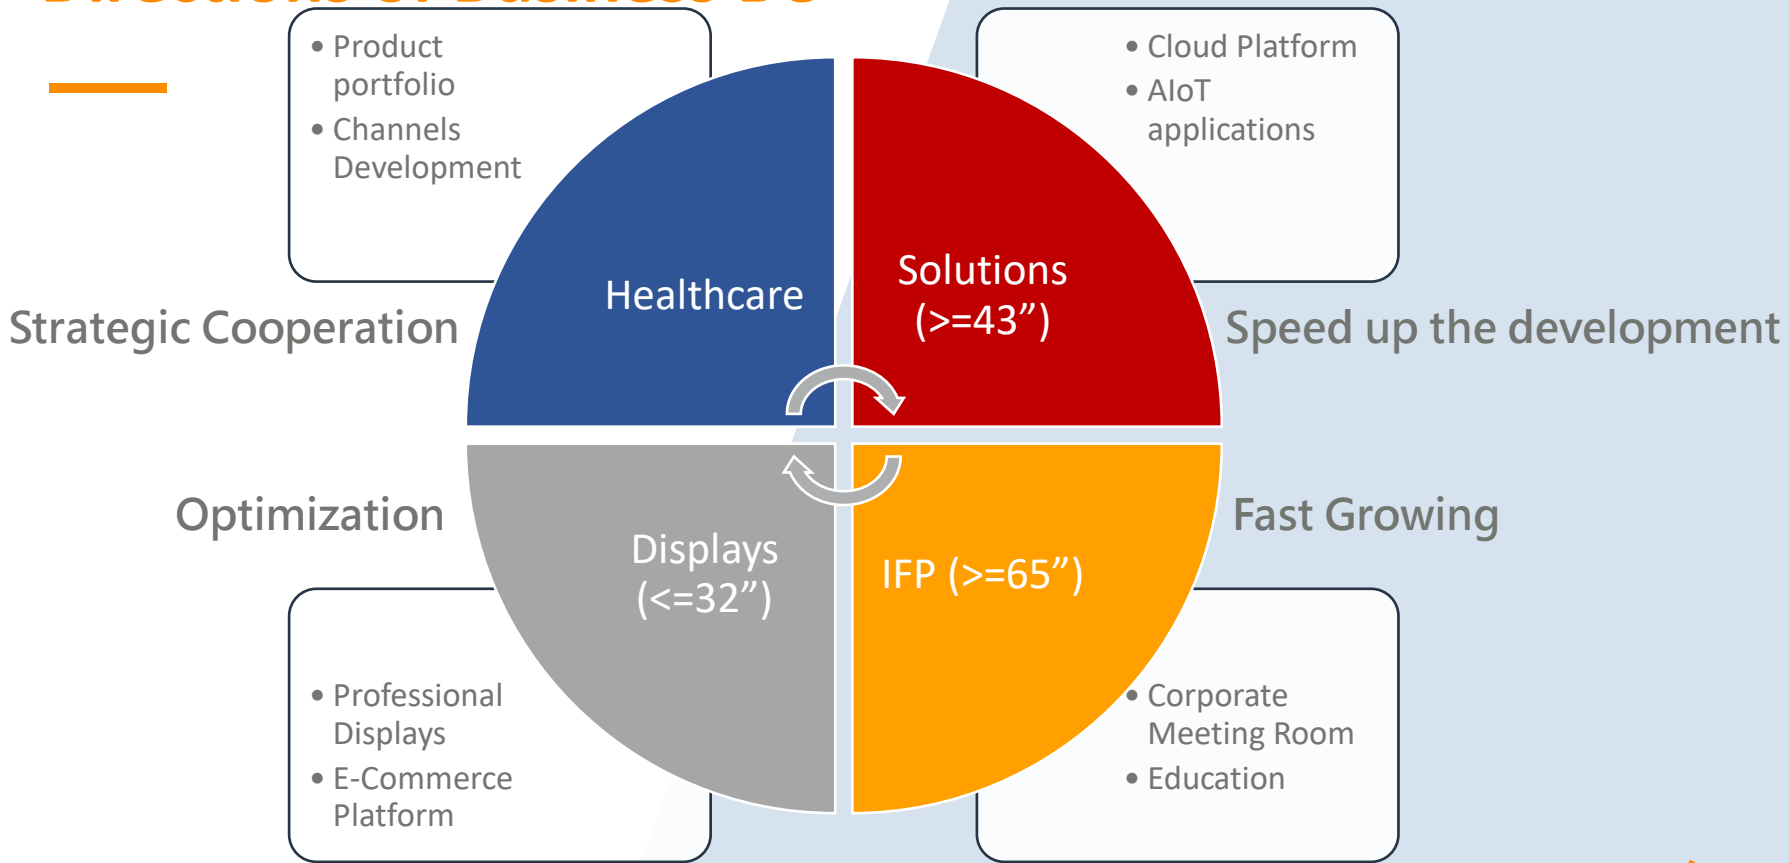 • Product
portfolio
• Channels
Development
• Cloud Platform
• AIoT
applications
Healthcare
Solutions
(>=43”)
Strategic Cooperation
Speed up the development
Optimization
Fast Growing
Displays
(<=32”)
IFP (>=65”)
• Professional
Displays
• E-Commerce
Platform
• Corporate
Meeting Room
• Education